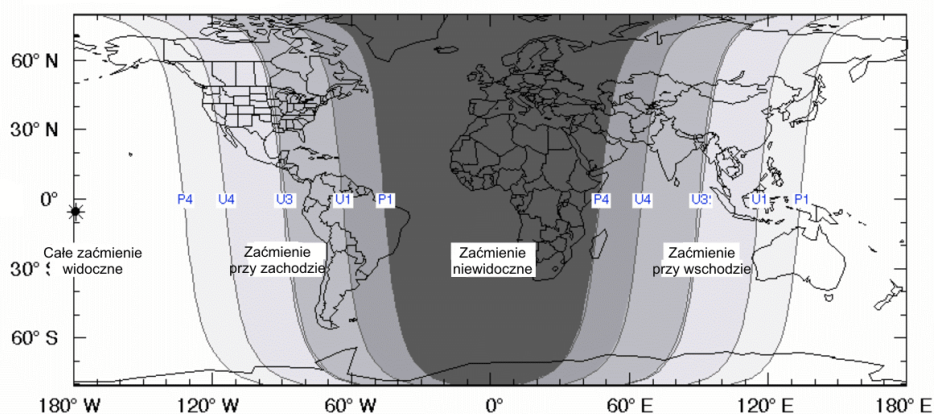 60° N
30° N
0°
30° S
60° S
P4 U4 U3 U1 P1 P4 U4 U3 U1 P1
Całe zaćmienie
widoczne
Zaćmienie
przy zachodzie
Zaćmienie
niewidoczne
Zaćmienie
przy wschodzie
180° W 120° W 60° W 0° 60° E 120° E 180° E